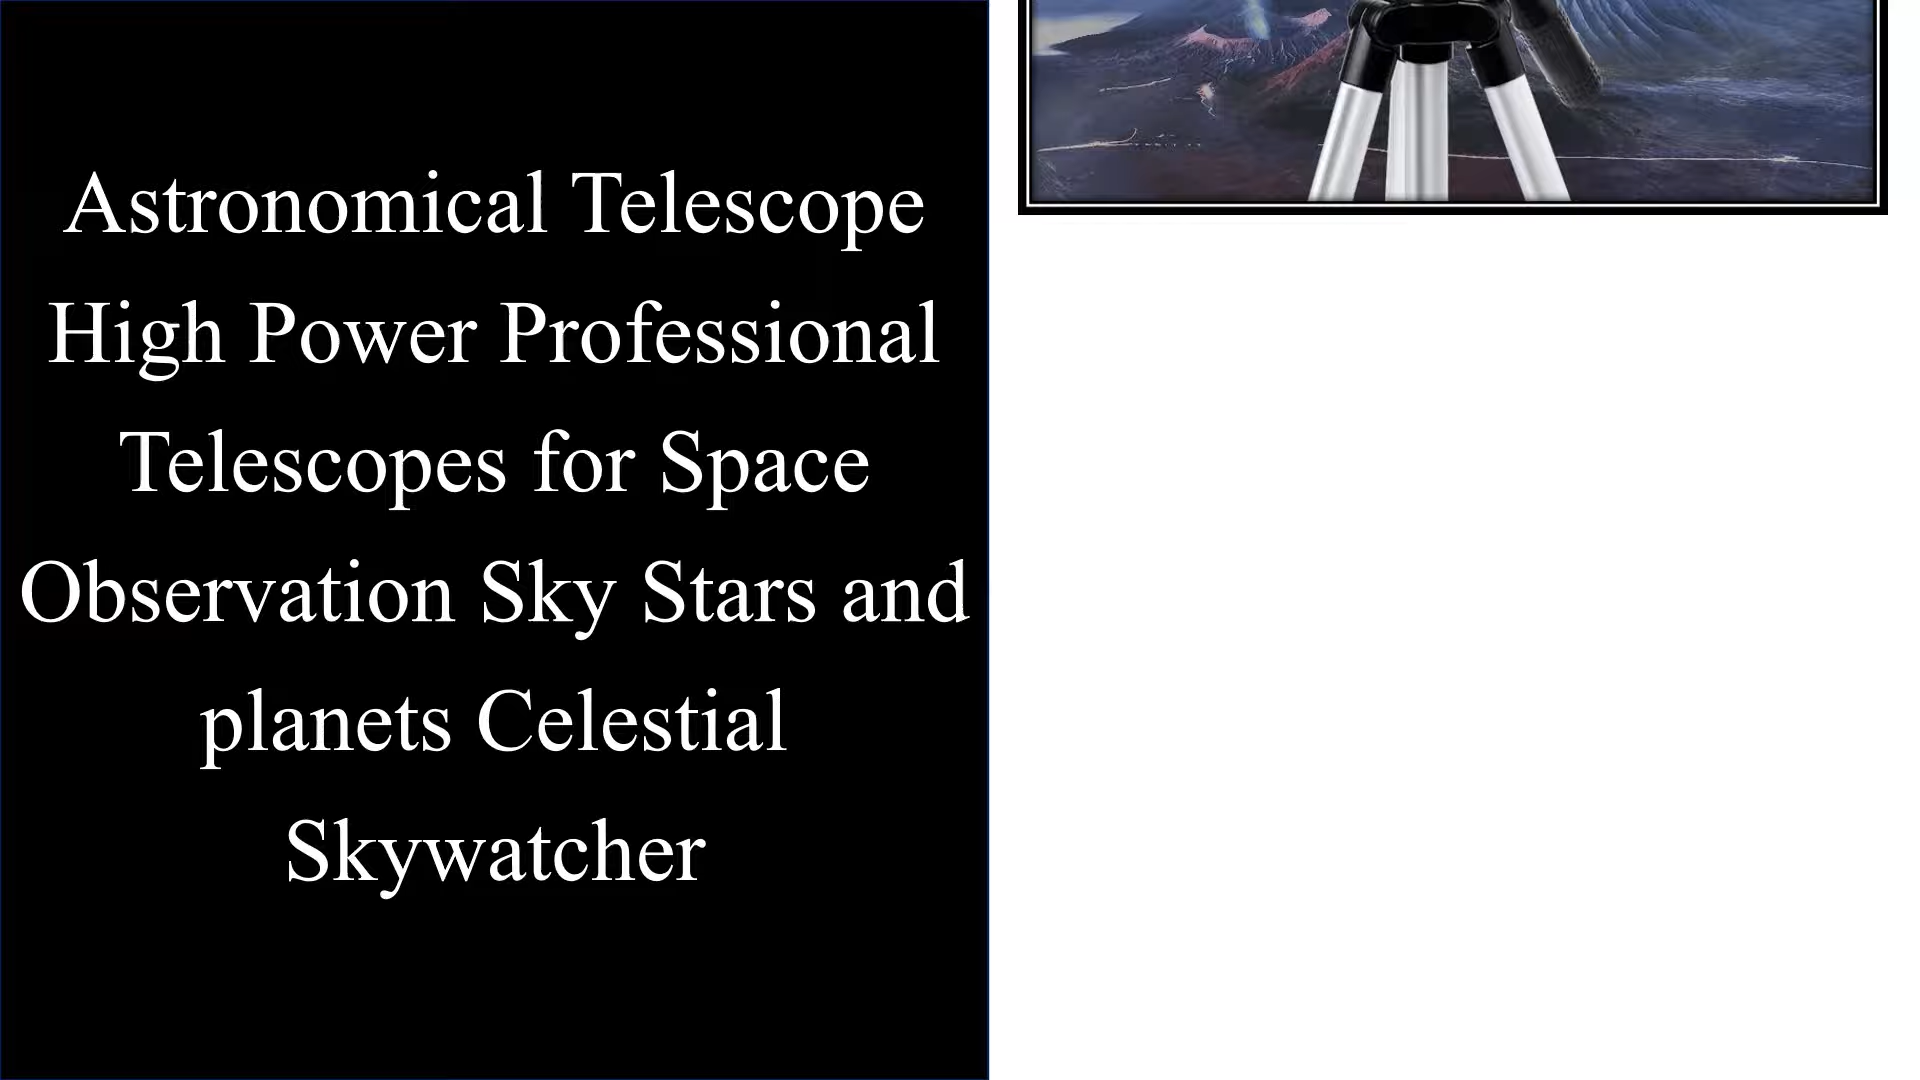 Astronomical Telescope
High Power Professional
Telescopes for Space
Observation Sky Stars and
planets Celestial
Skywatcher